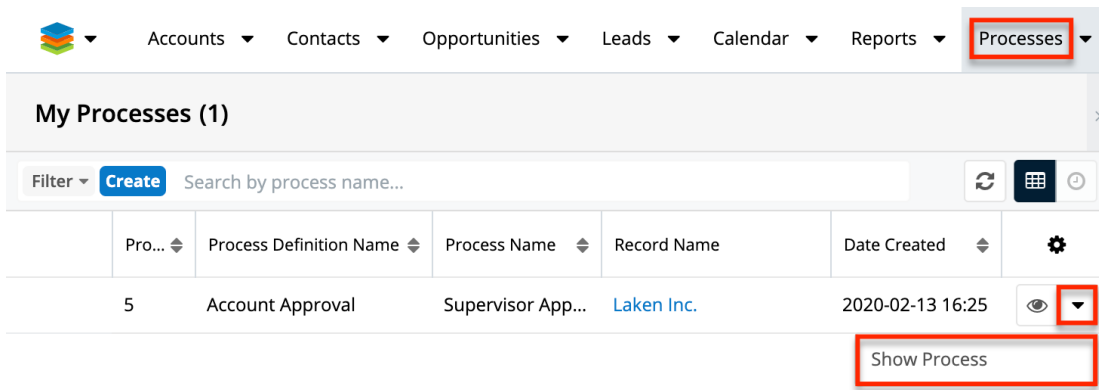 Accounts Contacts Opportunities Leads Calendar Reports Processes
My Processes (1)
Filter Create Search by process name...
Pro... Process Definition Name Process Name Record Name Date Created
5 Account Approval Supervisor App... Laken Inc. 2020-02-13 16:25
Show Process